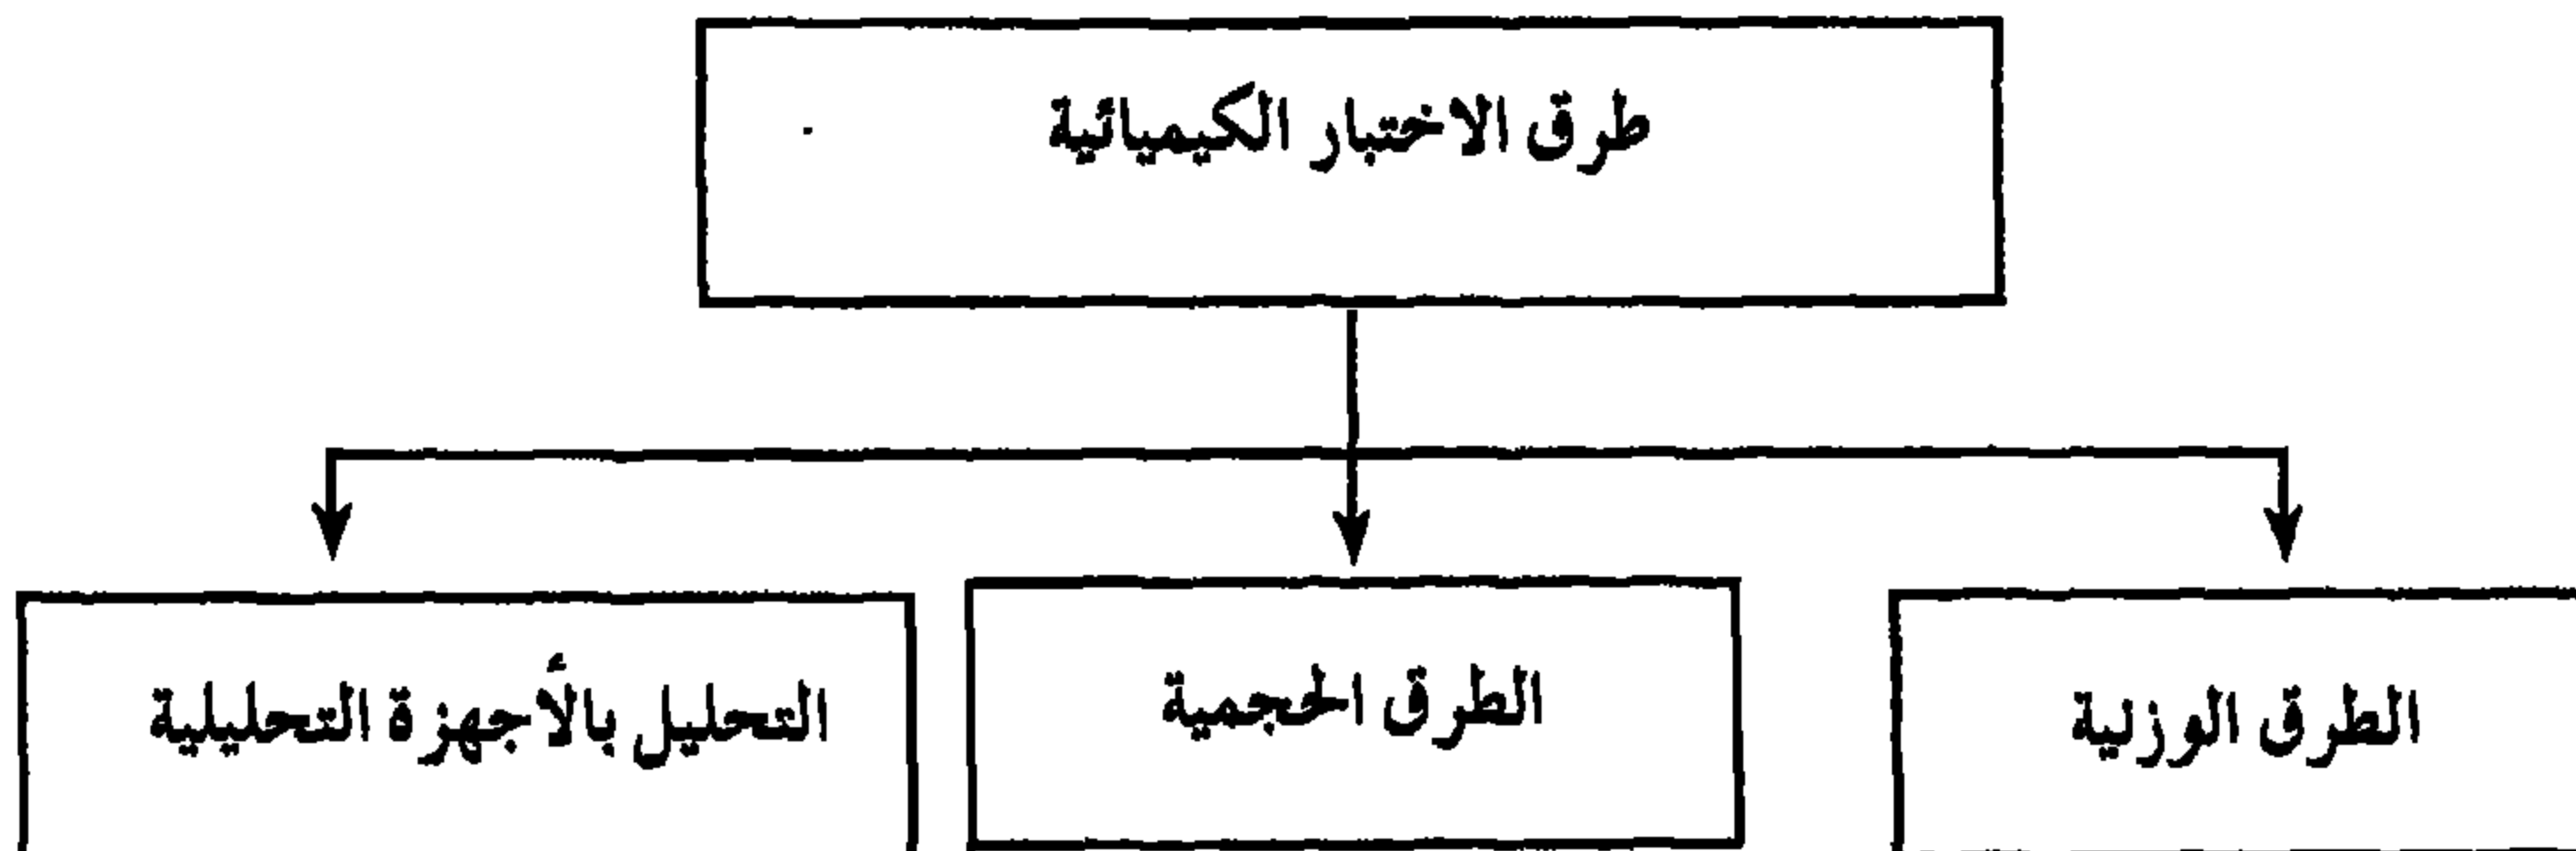 طرق الاختبار الكيميائية
الطرق الوزنية
الطرق الحجمية
التحليل بالأجهزة التحليلية